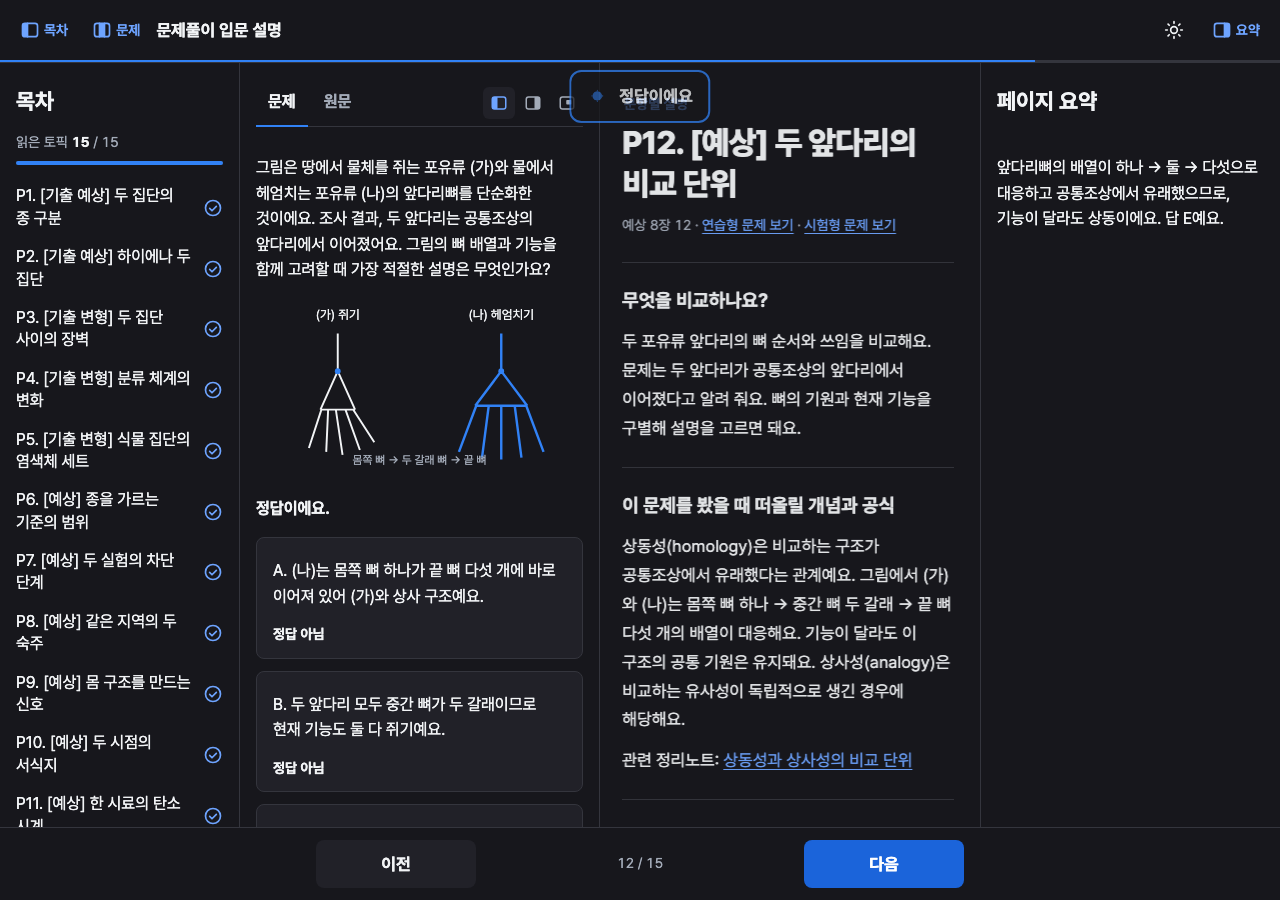 목차
문제
문제풀이 입문 설명
요약
목차
읽은 토픽 15 / 15
P1. [기출 예상] 두 집단의
종 구분
P2. [기출 예상] 하이에나 두
집단
P3. [기출 변형] 두 집단
사이의 장벽
P4. [기출 변형] 분류 체계의
변화
P5. [기출 변형] 식물 집단의
염색체 세트
P6. [예상] 종을 가르는
기준의 범위
P7. [예상] 두 실험의 차단
단계
P8. [예상] 같은 지역의 두
숙주
P9. [예상] 몸 구조를 만드는
신호
P10. [예상] 두 시점의
서식지
P11. [예상] 한 시료의 탄소
시계
문제
원문
그림은 땅에서 물체를 쥐는 포유류 (가)와 물에서
헤엄치는 포유류 (나)의 앞다리뼈를 단순화한
것이에요. 조사 결과, 두 앞다리는 공통조상의
앞다리에서 이어졌어요. 그림의 뼈 배열과 기능을
함께 고려할 때 가장 적절한 설명은 무엇인가요?
(가) 쥐기
(나) 헤엄치기
몸쪽 뼈 → 두 갈래 뼈 → 끝 뼈
정답이에요.
A. (나)는 몸쪽 뼈 하나가 끝 뼈 다섯 개에 바로
이어져 있어 (가)와 상사 구조예요.
정답 아님
B. 두 앞다리 모두 중간 뼈가 두 갈래이므로
현재 기능도 둘 다 쥐기예요.
정답 아님
정답이에요
P12. [예상] 두 앞다리의
비교 단위
예상 8장 12 · 연습형 문제 보기 · 시험형 문제 보기
무엇을 비교하나요?
두 포유류 앞다리의 뼈 순서와 쓰임을 비교해요.
문제는 두 앞다리가 공통조상의 앞다리에서
이어졌다고 알려 줘요. 뼈의 기원과 현재 기능을
구별해 설명을 고르면 돼요.
이 문제를 봤을 때 떠올릴 개념과 공식
상동성(homology)은 비교하는 구조가
공통조상에서 유래했다는 관계예요. 그림에서 (가)
와 (나)는 몸쪽 뼈 하나 → 중간 뼈 두 갈래 → 끝 뼈
다섯 개의 배열이 대응해요. 기능이 달라도 이
구조의 공통 기원은 유지돼요. 상사성(analogy)은
비교하는 유사성이 독립적으로 생긴 경우에
해당해요.
관련 정리노트: 상동성과 상사성의 비교 단위
페이지 요약
앞다리뼈의 배열이 하나 → 둘 → 다섯으로
대응하고 공통조상에서 유래했으므로,
기능이 달라도 상동이에요. 답 E예요.
이전
12 / 15
다음